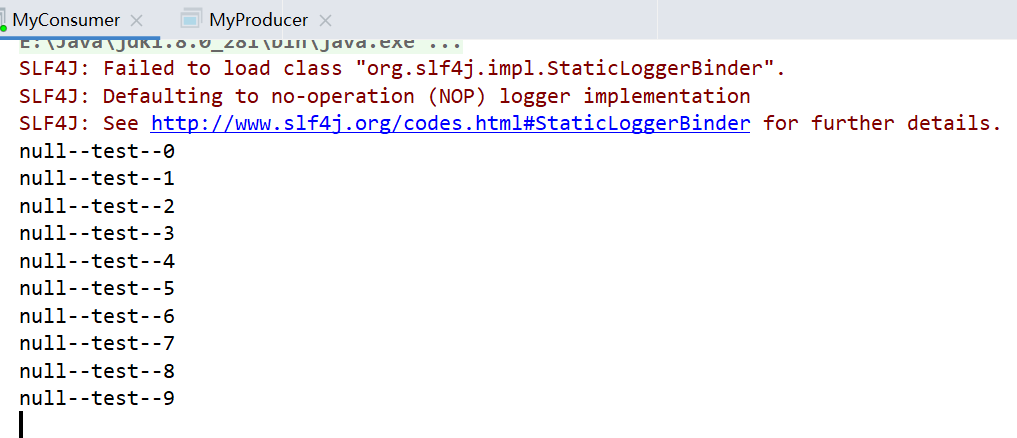 MyConsumer
MyProducer
E:\Java\jdk1.8.0_281\bin\java.exe ...
SLF4J: Failed to load class "org.slf4j.impl.StaticLoggerBinder".
SLF4J: Defaulting to no-operation (NOP) logger implementation
SLF4J: See http://www.slf4j.org/codes.html#StaticLoggerBinder for further details.
null--test--0
null--test--1
null--test--2
null--test--3
null--test--4
null--test--5
null--test--6
null--test--7
null--test--8
null--test--9